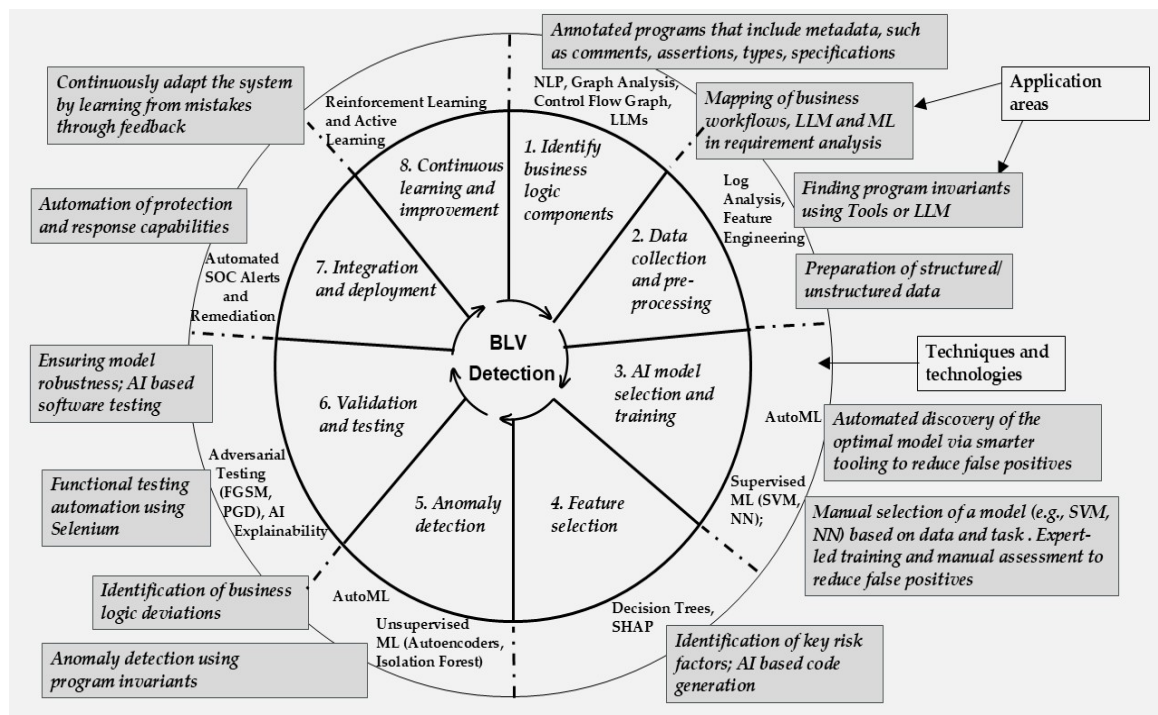 Annotated programs that include metadata, such
as comments, assertions, types, specifications
Continuously adapt the system
by learning from mistakes
through feedback
Reinforcement Learning
and Active
Learning
NLP, Graph Analysis,
Control Flow Graph,
LLMs
Mapping of business
workflows, LLM and ML
in requirement analysis
Application
areas
8. Continuous
learning and
improvement
1. Identify
business
logic
components
Log
Analysis,
Feature
Engineering
Finding program invariants
using Tools or LLM
Automation of protection
and response capabilities
Automated
SOC Alerts
and
Remediation
7. Integration
and deployment
2. Data
collection
and pre-
processing
Preparation of structured/
unstructured data
BLV
Detection
Ensuring model
robustness; AI based
software testing
6. Validation
and testing
3. AI model
selection and
training
Techniques and
technologies
AutoML
Automated discovery of the
optimal model via smarter
tooling to reduce false positives
Functional testing
automation using
Selenium
Adversarial
Testing
(FGSM,
PGD), AI
Explainability
5. Anomaly
detection
4. Feature
selection
Supervised
ML (SVM,
NN);
Manual selection of a model (e.g., SVM,
NN) based on data and task . Expert-
led training and manual assessment to
reduce false positives
Identification of business
logic deviations
AutoML
Unsupervised
ML (Autoencoders,
Isolation Forest)
Decision Trees,
SHAP
Anomaly detection using
program invariants
Identification of key risk
factors; AI based code
generation